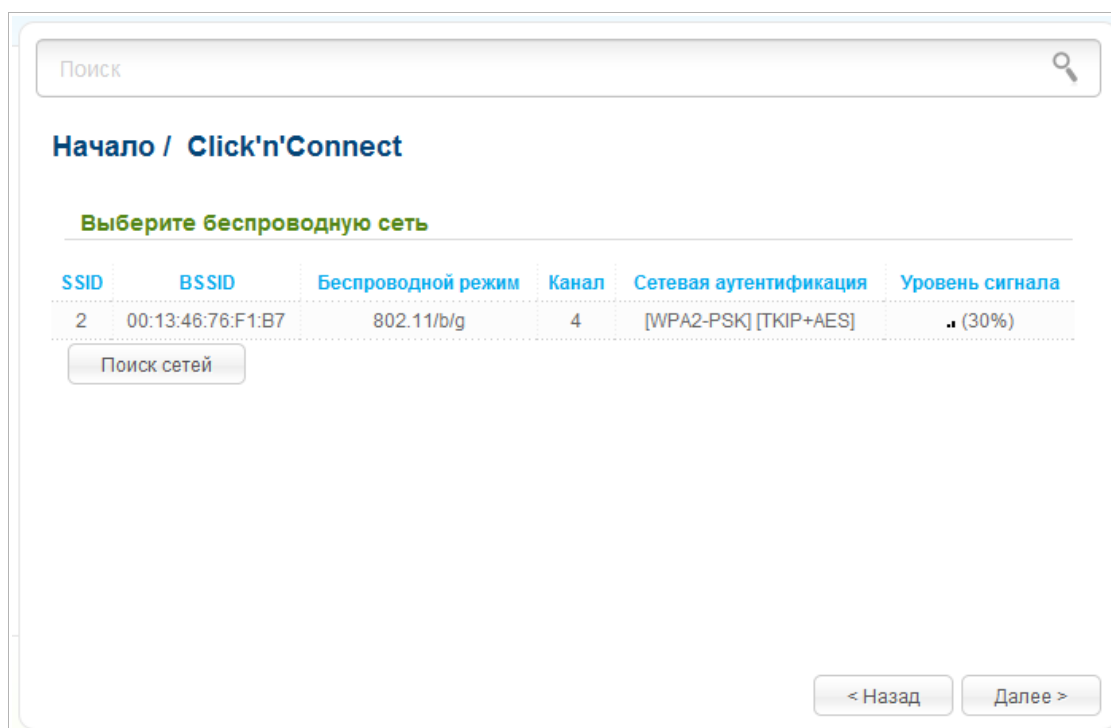 Поиск
Начало / Click'n'Connect
Выберите беспроводную сеть
SSID BSSID Беспроводной режим Канал Сетевая аутентификация Уровень сигнала
2 00:13:46:76:F1:B7 802.11/b/g 4 [WPA2-PSK] [TKIP+AES] (30%)
Поиск сетей
< Назад Далее >